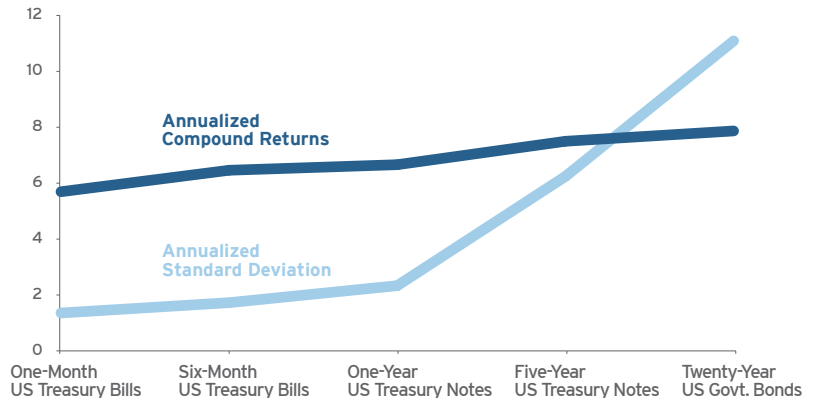 12
10
Annualized
Compound Returns
8
6
Annualized
Standard Deviation
4
2
0
One-Month
US Treasury Bills
Six-Month
US Treasury Bills
One-Year
US Treasury Notes
Five-Year
US Treasury Notes
Twenty-Year
US Govt. Bonds